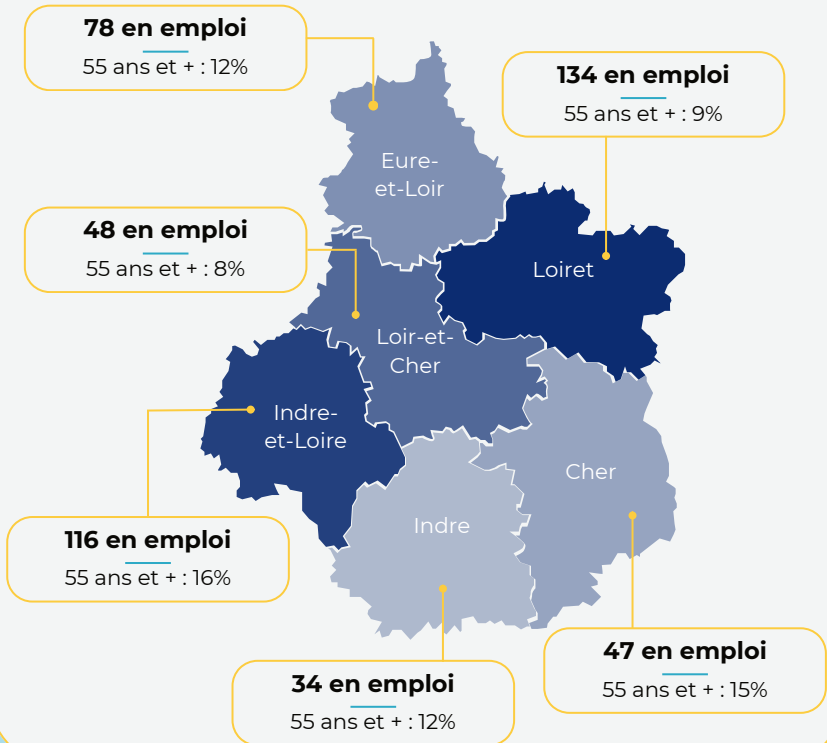 78 en emploi
55 ans et + : 12%
134 en emploi
55 ans et + : 9%
Eure-
et-Loir
48 en emploi
55 ans et + : 8%
Loiret
Loir-et-
Cher
Indre-
et-Loire
Cher
Indre
116 en emploi
55 ans et + : 16%
47 en emploi
55 ans et + : 15%
34 en emploi
55 ans et + : 12%